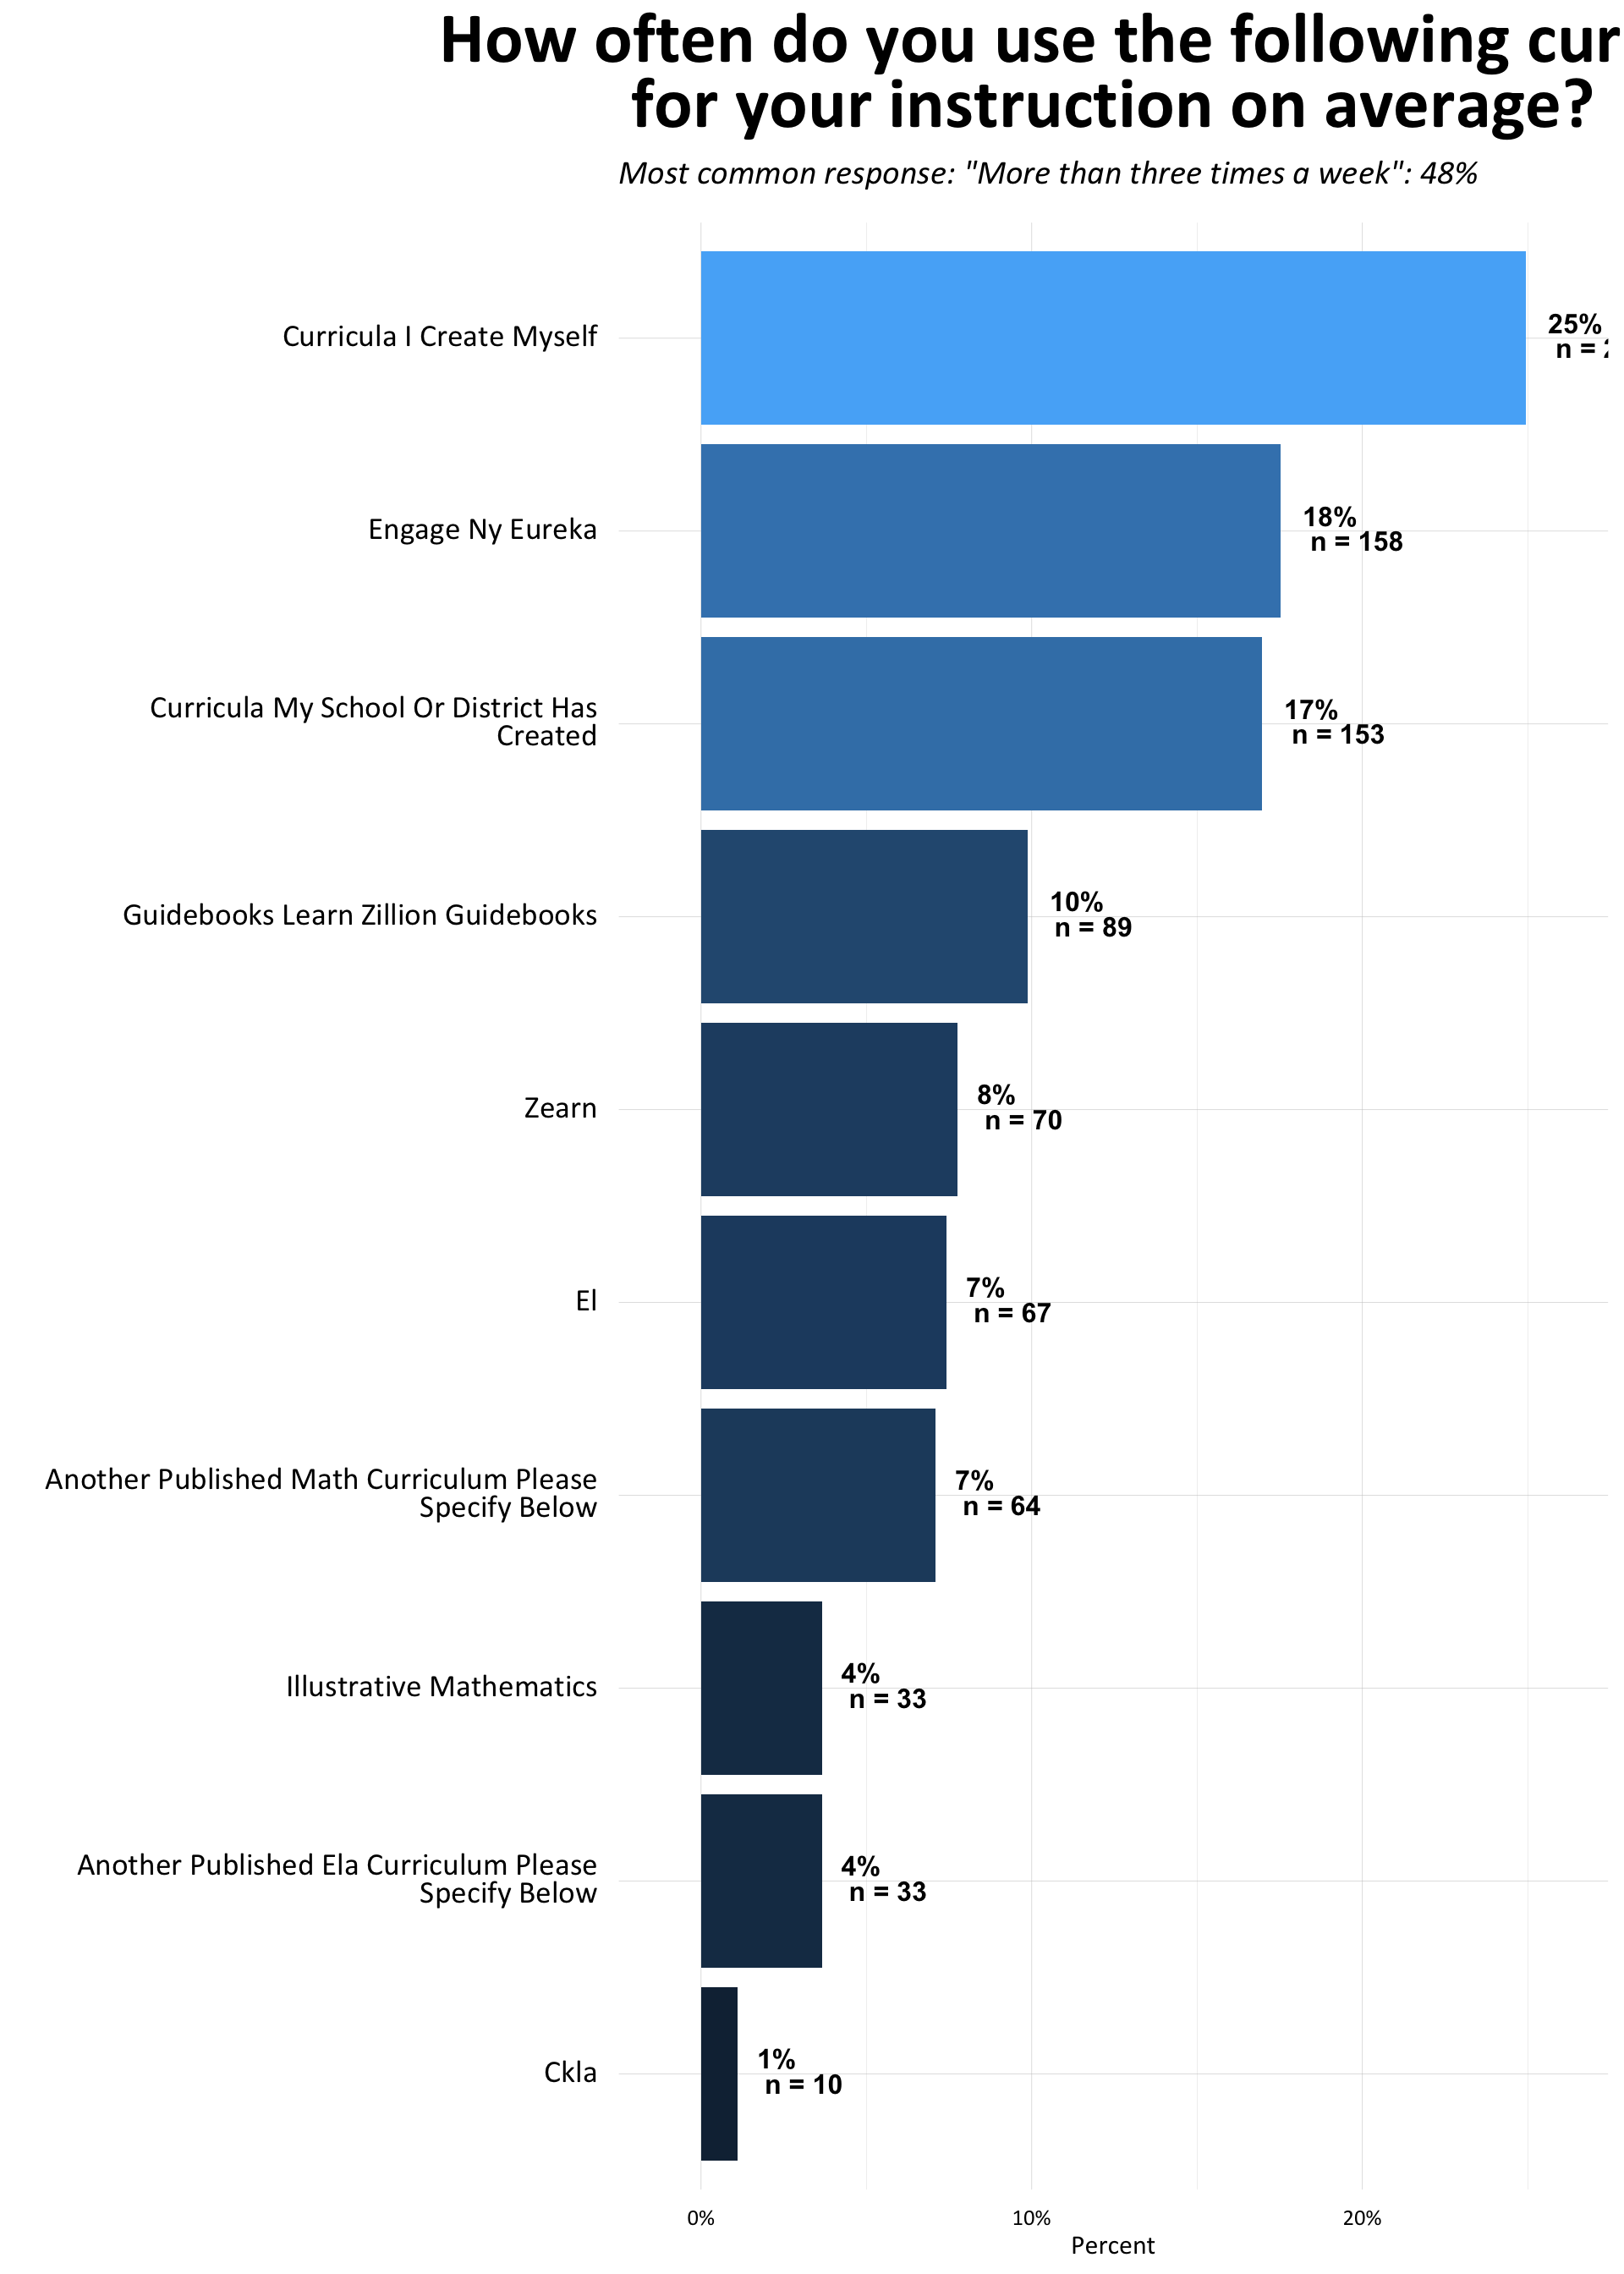 How often do you use the following cur
for your instruction on average?
Most common response: "More than three times a week": 48%
Curricula I Create Myself
25%
n =
Engage Ny Eureka
18%
n = 158
Curricula My School Or District Has
Created
17%
n = 153
Guidebooks Learn Zillion Guidebooks
10%
n = 89
Zearn
8%
n = 70
El
7%
n = 67
Another Published Math Curriculum Please
Specify Below
7%
n = 64
Illustrative Mathematics
4%
n = 33
Another Published Ela Curriculum Please
Specify Below
4%
n = 33
Ckla
1%
n = 10
0% 10% 20%
Percent